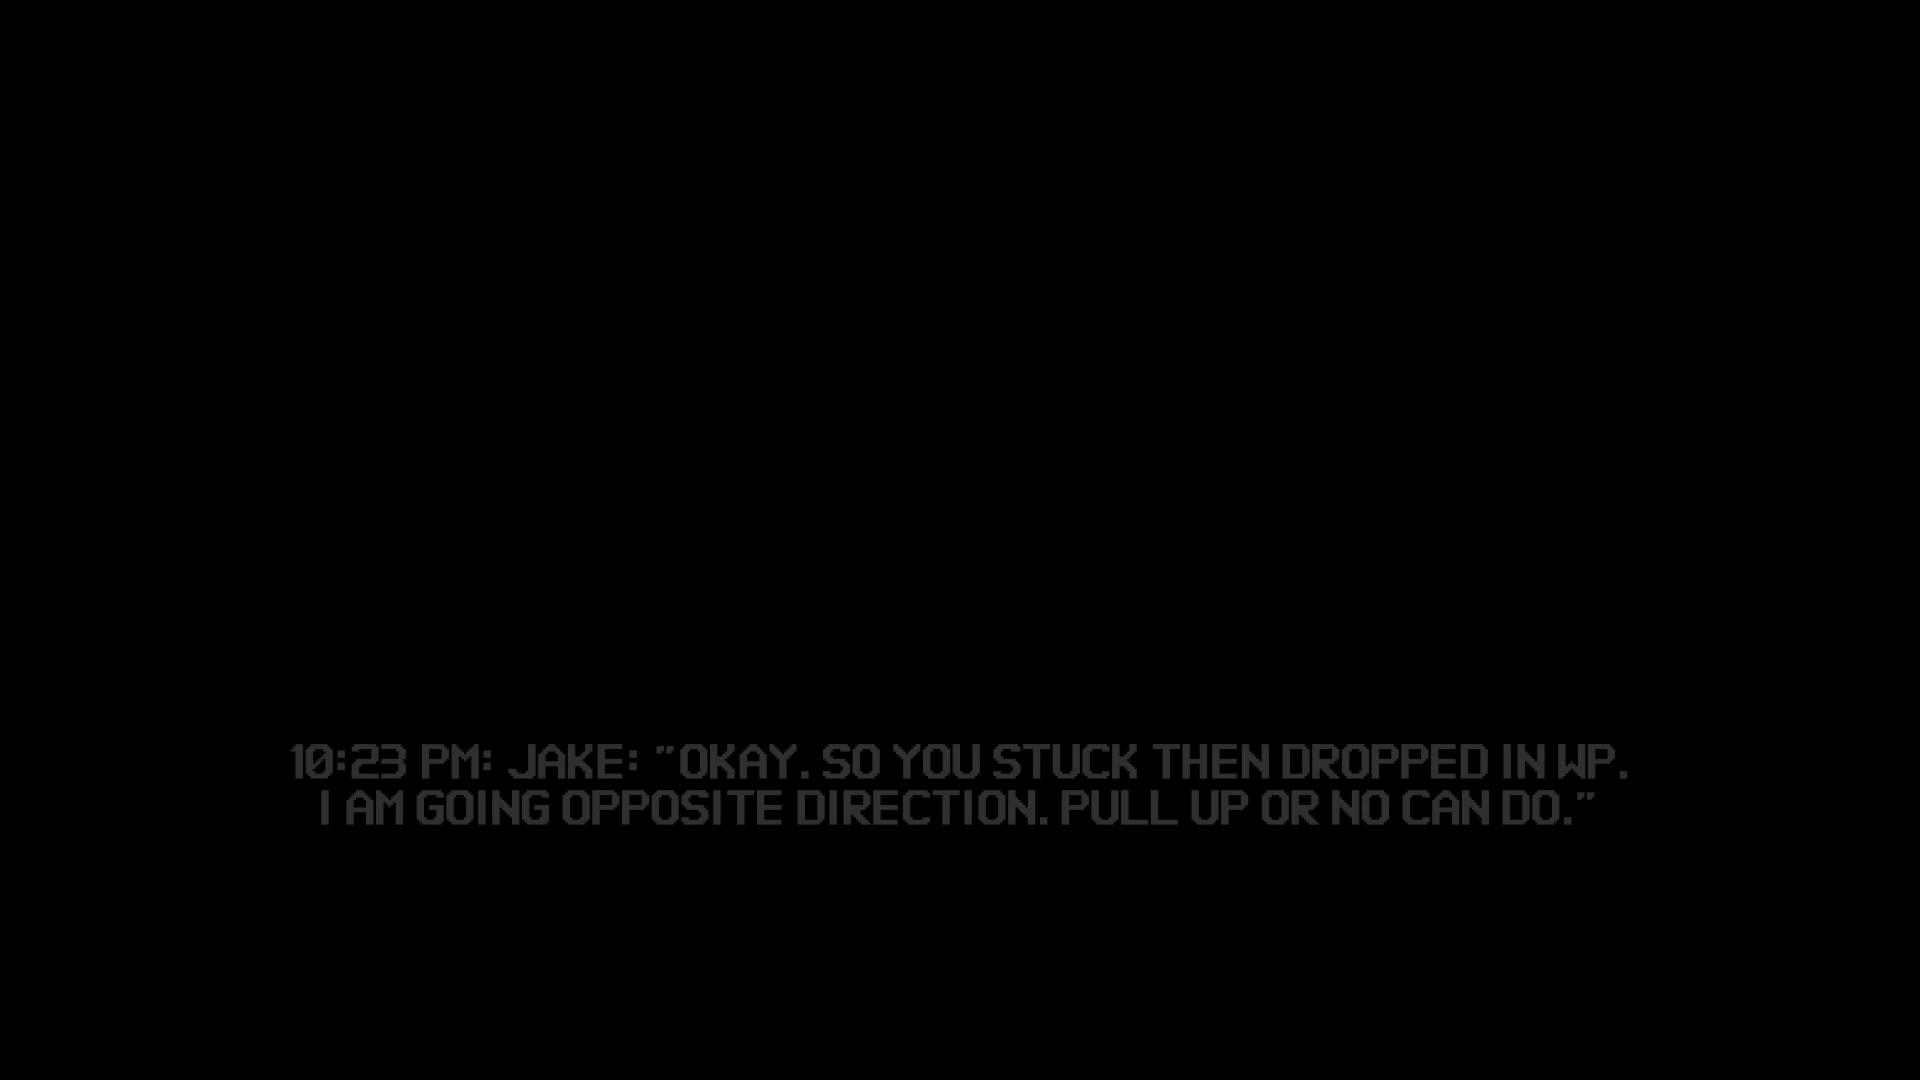 10:23 PM: JAKE: "OKAY. SO YOU STUCK THEN DROPPED IN WP.
I AM GOING OPPOSITE DIRECTION. PULL UP OR NO CAN DO."